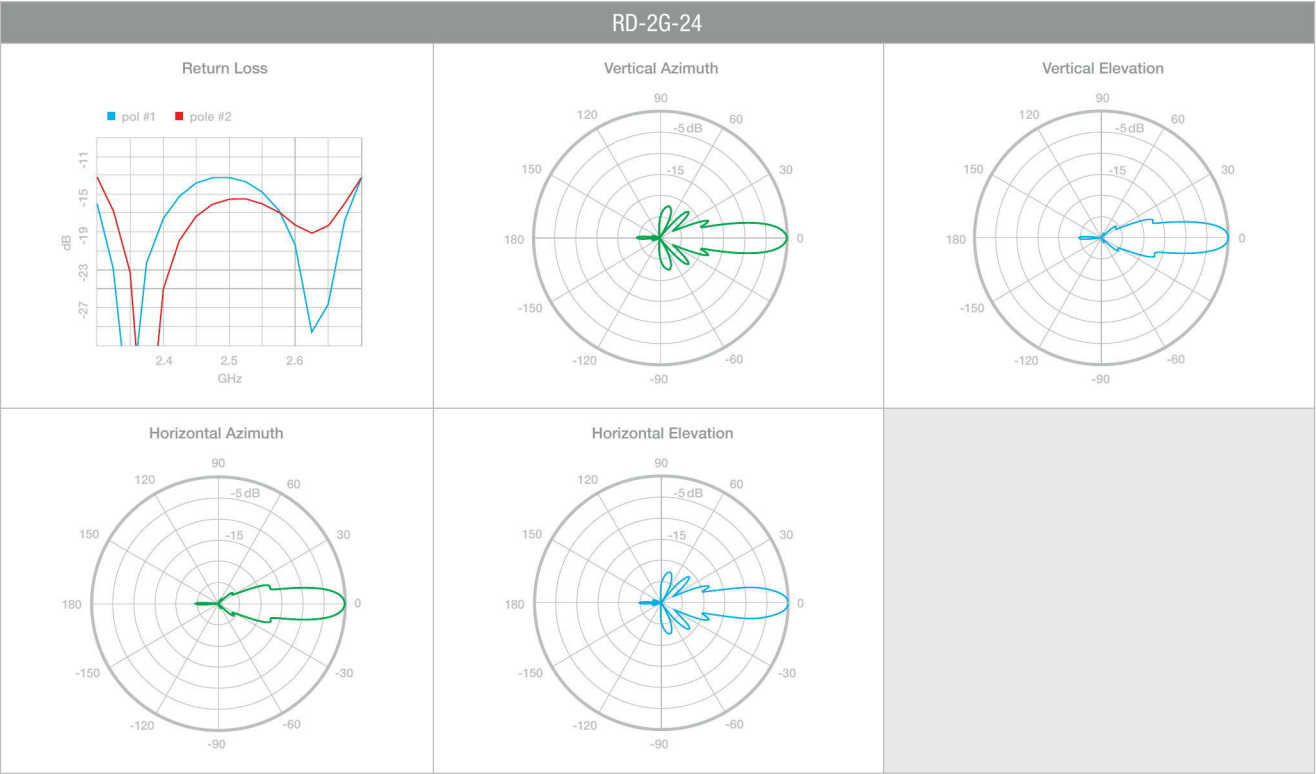 RD-2G-24
Return Loss
pol #1 pole #2
-11
-15
-19
-23
-27
dB
2.4 2.5 2.6
GHz
Vertical Azimuth
90
120 60
-5 dB
150 30
-15
180 0
-150
-120 -60
-90
Vertical Elevation
90
120 60
-5 dB
150 30
-15
180 0
-150
-120 -60
-90
Horizontal Azimuth
90
120 60
-5 dB
150 30
-15
180 0
-150 -30
-120 -60
-90
Horizontal Elevation
90
120 60
-5 dB
150 30
-15
180 0
-150 -30
-120 -60
-90